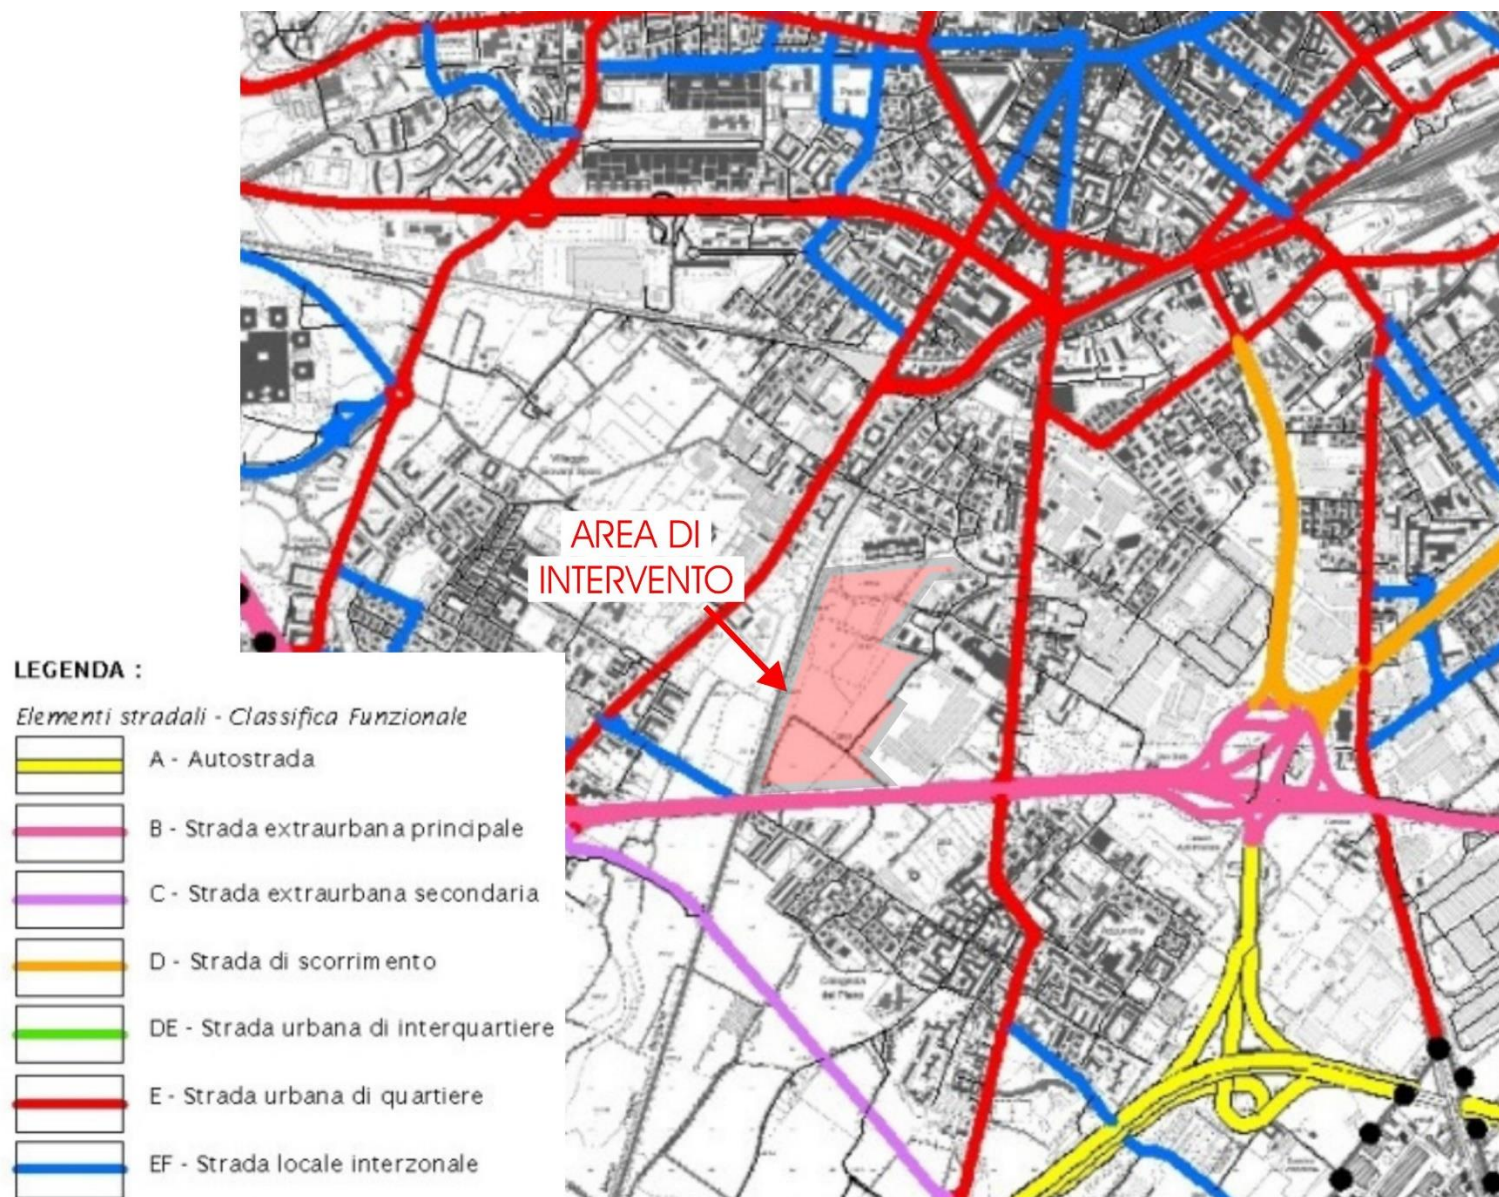 AREA DI
INTERVENTO
LEGENDA :
Elementi stradali - Classifica Funzionale
A - Autostrada
B - Strada extraurbana principale
C - Strada extraurbana secondaria
D - Strada di scorrimento
DE - Strada urbana di interquartiere
E - Strada urbana di quartiere
EF - Strada locale interzonale